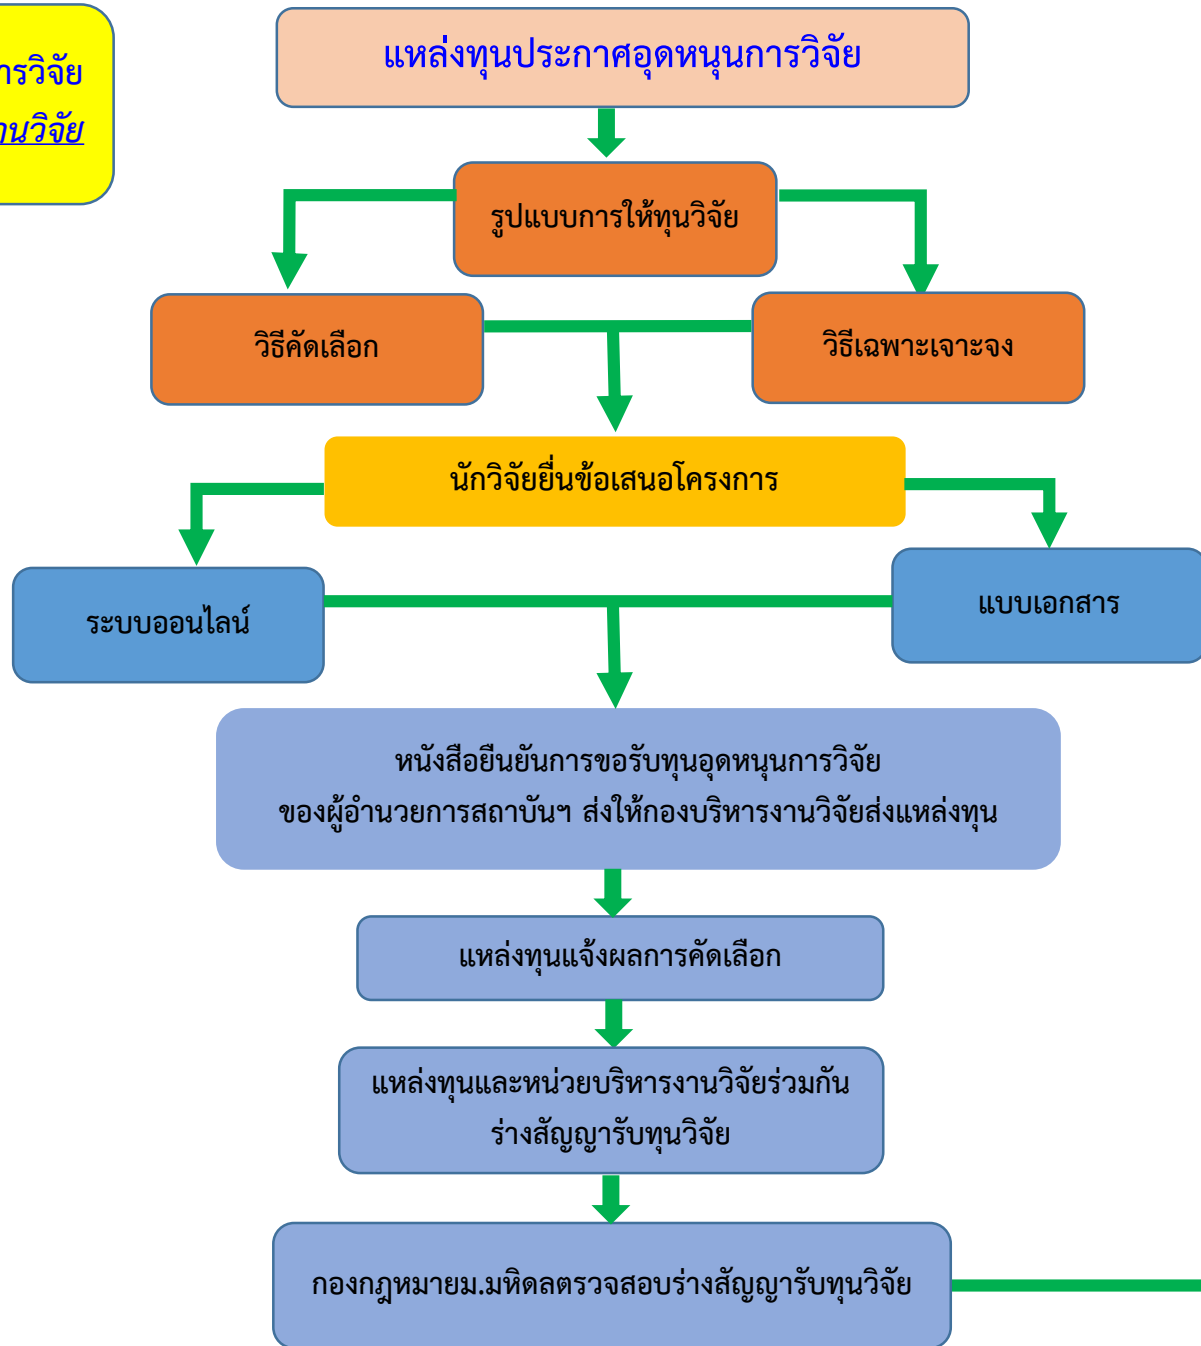 แหล่งทุนประกาศอุดหนุนการวิจัย
ารวิจัย
านวิจัย
รูปแบบการให้ทุนวิจัย
วิธีคัดเลือก
วิธีเฉพาะเจาะจง
นักวิจัยยื่นข้อเสนอโครงการ
ระบบออนไลน์
แบบเอกสาร
หนังสือยืนยันการขอรับทุนอุดหนุนการวิจัย
ของผู้อำนวยการสถาบันฯ ส่งให้กองบริหารงานวิจัยส่งแหล่งทุน
แหล่งทุนแจ้งผลการคัดเลือก
แหล่งทุนและหน่วยบริหารงานวิจัยร่วมกัน
ร่างสัญญารับทุนวิจัย
กองกฎหมายม.มหิดลตรวจสอบร่างสัญญารับทุนวิจัย